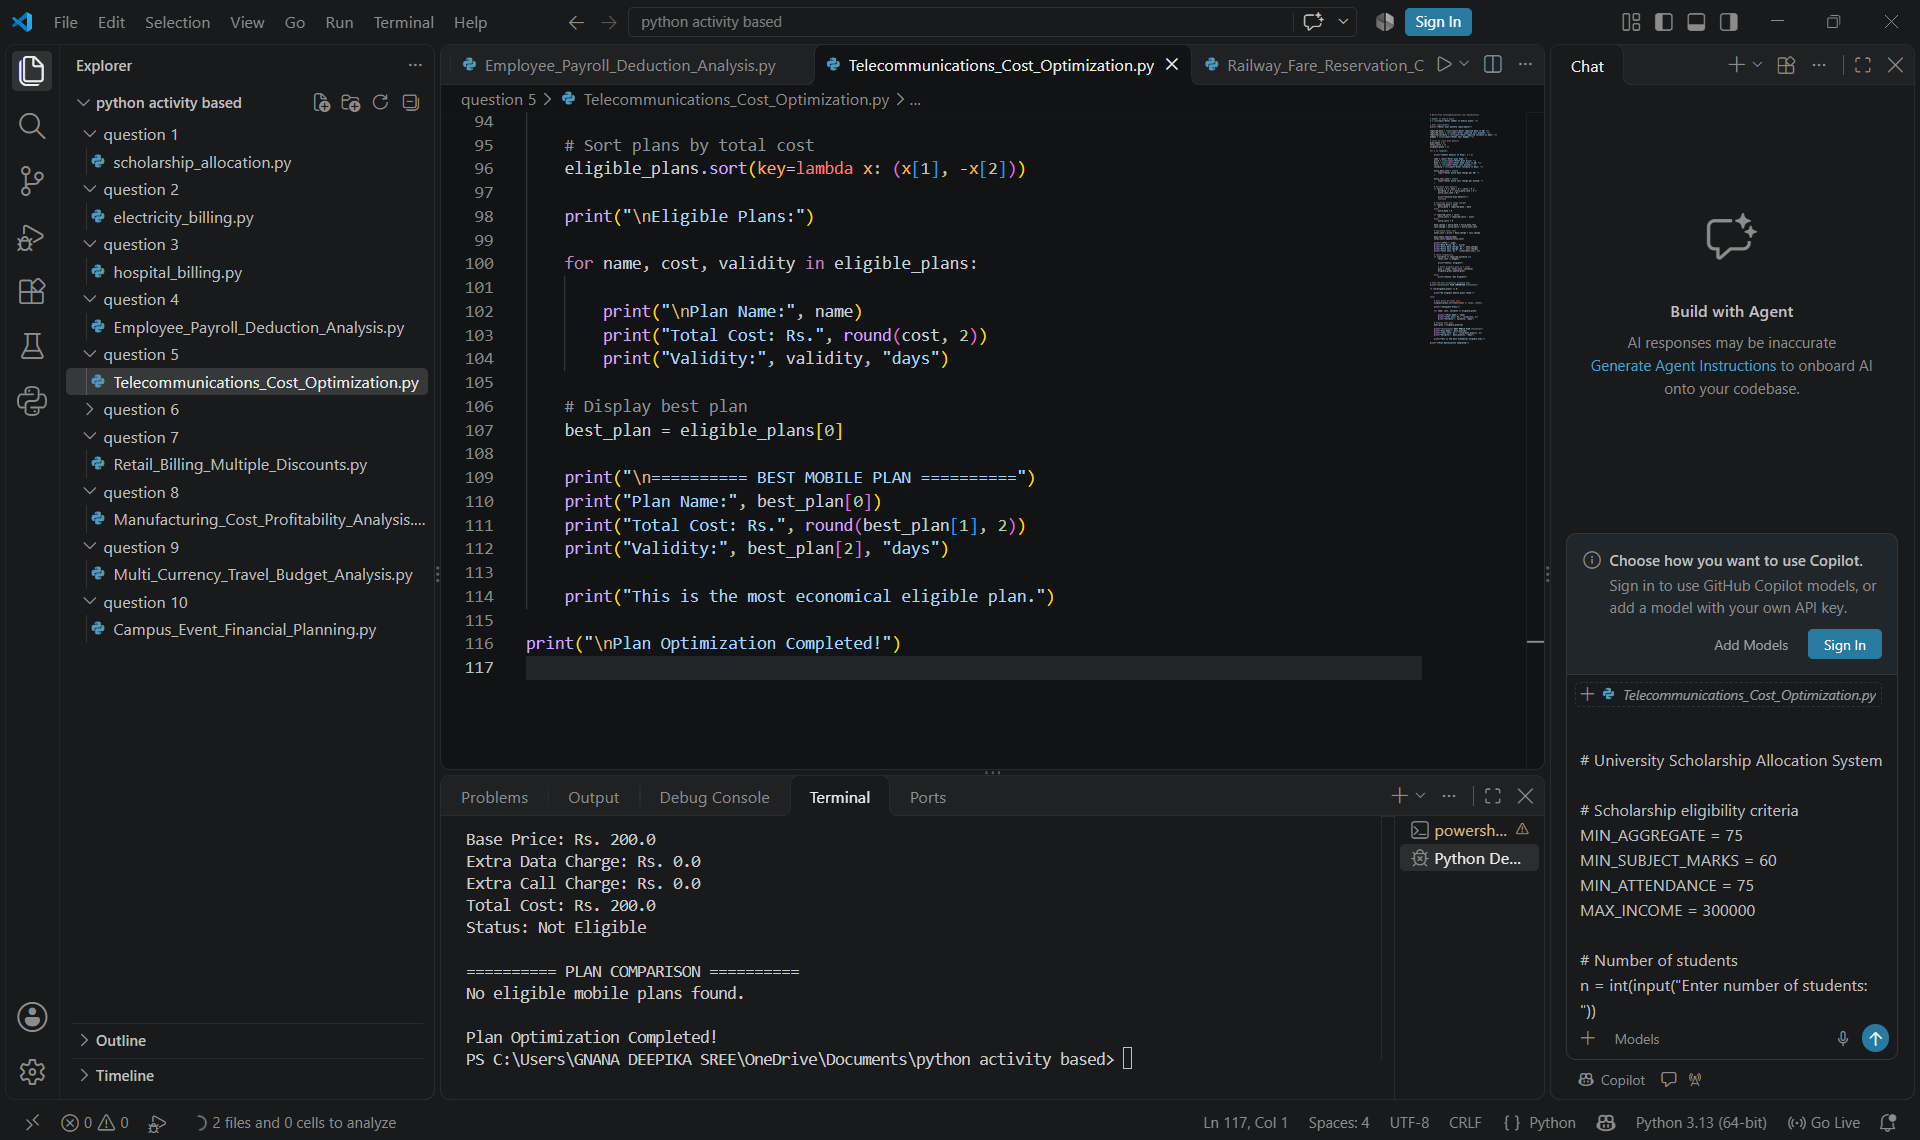 File Edit Selection View Go Run Terminal Help
python activity based
Sign In
Explorer
python activity based
question 1
scholarship_allocation.py
question 2
electricity_billing.py
question 3
hospital_billing.py
question 4
Employee_Payroll_Deduction_Analysis.py
question 5
Telecommunications_Cost_Optimization.py
question 6
question 7
Retail_Billing_Multiple_Discounts.py
question 8
Manufacturing_Cost_Profitability_Analysis....
question 9
Multi_Currency_Travel_Budget_Analysis.py
question 10
Campus_Event_Financial_Planning.py
Outline
Timeline
Employee_Payroll_Deduction_Analysis.py
Telecommunications_Cost_Optimization.py
Railway_Fare_Reservation_C
question 5 > Telecommunications_Cost_Optimization.py > ...
94
95 # Sort plans by total cost
96 eligible_plans.sort(key=lambda x: (x[1], -x[2]))
97
98 print("\nEligible Plans:")
99
100 for name, cost, validity in eligible_plans:
101
102 print("\nPlan Name:", name)
103 print("Total Cost: Rs.", round(cost, 2))
104 print("Validity:", validity, "days")
105
106 # Display best plan
107 best_plan = eligible_plans[0]
108
109 print("\n========== BEST MOBILE PLAN ==========")
110 print("Plan Name:", best_plan[0])
111 print("Total Cost: Rs.", round(best_plan[1], 2))
112 print("Validity:", best_plan[2], "days")
113
114 print("This is the most economical eligible plan.")
115
116 print("\nPlan Optimization Completed!")
117
Problems Output Debug Console Terminal Ports
Base Price: Rs. 200.0
Extra Data Charge: Rs. 0.0
Extra Call Charge: Rs. 0.0
Total Cost: Rs. 200.0
Status: Not Eligible
========== PLAN COMPARISON ==========
No eligible mobile plans found.
Plan Optimization Completed!
PS C:\Users\GNANA DEEPIKA SREE\OneDrive\Documents\python activity based>
powersh...
Python De...
Chat
Build with Agent
AI responses may be inaccurate
Generate Agent Instructions to onboard AI
onto your codebase.
Choose how you want to use Copilot.
Sign in to use GitHub Copilot models, or
add a model with your own API key.
Add Models Sign In
Telecommunications_Cost_Optimization.py
# University Scholarship Allocation System
# Scholarship eligibility criteria
MIN_AGGREGATE = 75
MIN_SUBJECT_MARKS = 60
MIN_ATTENDANCE = 75
MAX_INCOME = 300000
# Number of students
n = int(input("Enter number of students:
"))
Models
Copilot
0 0 2 files and 0 cells to analyze
Ln 117, Col 1 Spaces: 4 UTF-8 CRLF { } Python Python 3.13 (64-bit) Go Live